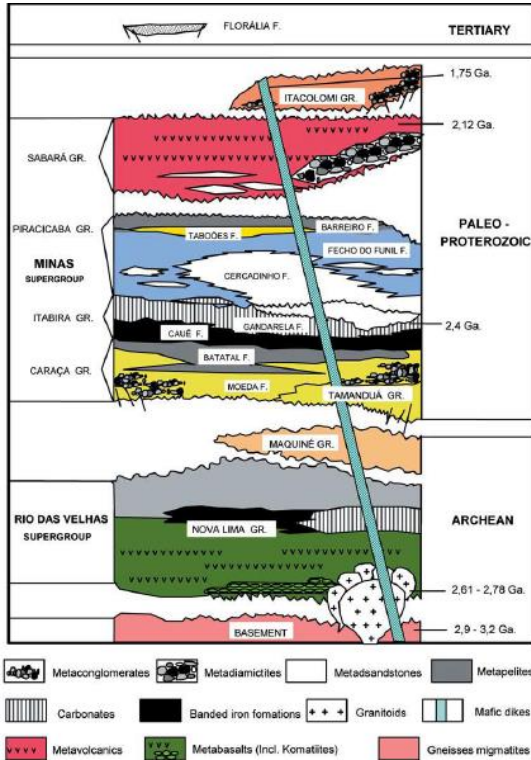 FLORÁLIA F.
TERTIARY
1,75 Ga.
ITACOLOMI GR.
2,12 Ga.
SABARÁ GR.
PIRACICABA GR.
BARREIRO F.
TABOÕES F.
FECHO DO FUNIL F.
PALEO -
PROTEROZOIC
MINAS
SUPERGROUP
CERCADINHO F.
ITABIRA GR.
GANDARELA F.
CAUÊ F.
2,4 Ga.
BATATAL F.
CARAÇA GR.
MOEDA F.
TAMANDUÁ GR.
MAQUINÉ GR.
RIO DAS VELHAS
SUPERGROUP
NOVA LIMA GR.
ARCHEAN
2,61 - 2,78 Ga.
BASEMENT
2,9 - 3,2 Ga.
Metaconglomerates
Metadiamictites
Metadsandstones
Metapelites
Carbonates
Banded iron fomations
Granitoids
Mafic dikes
Metavolcanics
Metabasalts (Incl. Komatiites)
Gneisses migmatites